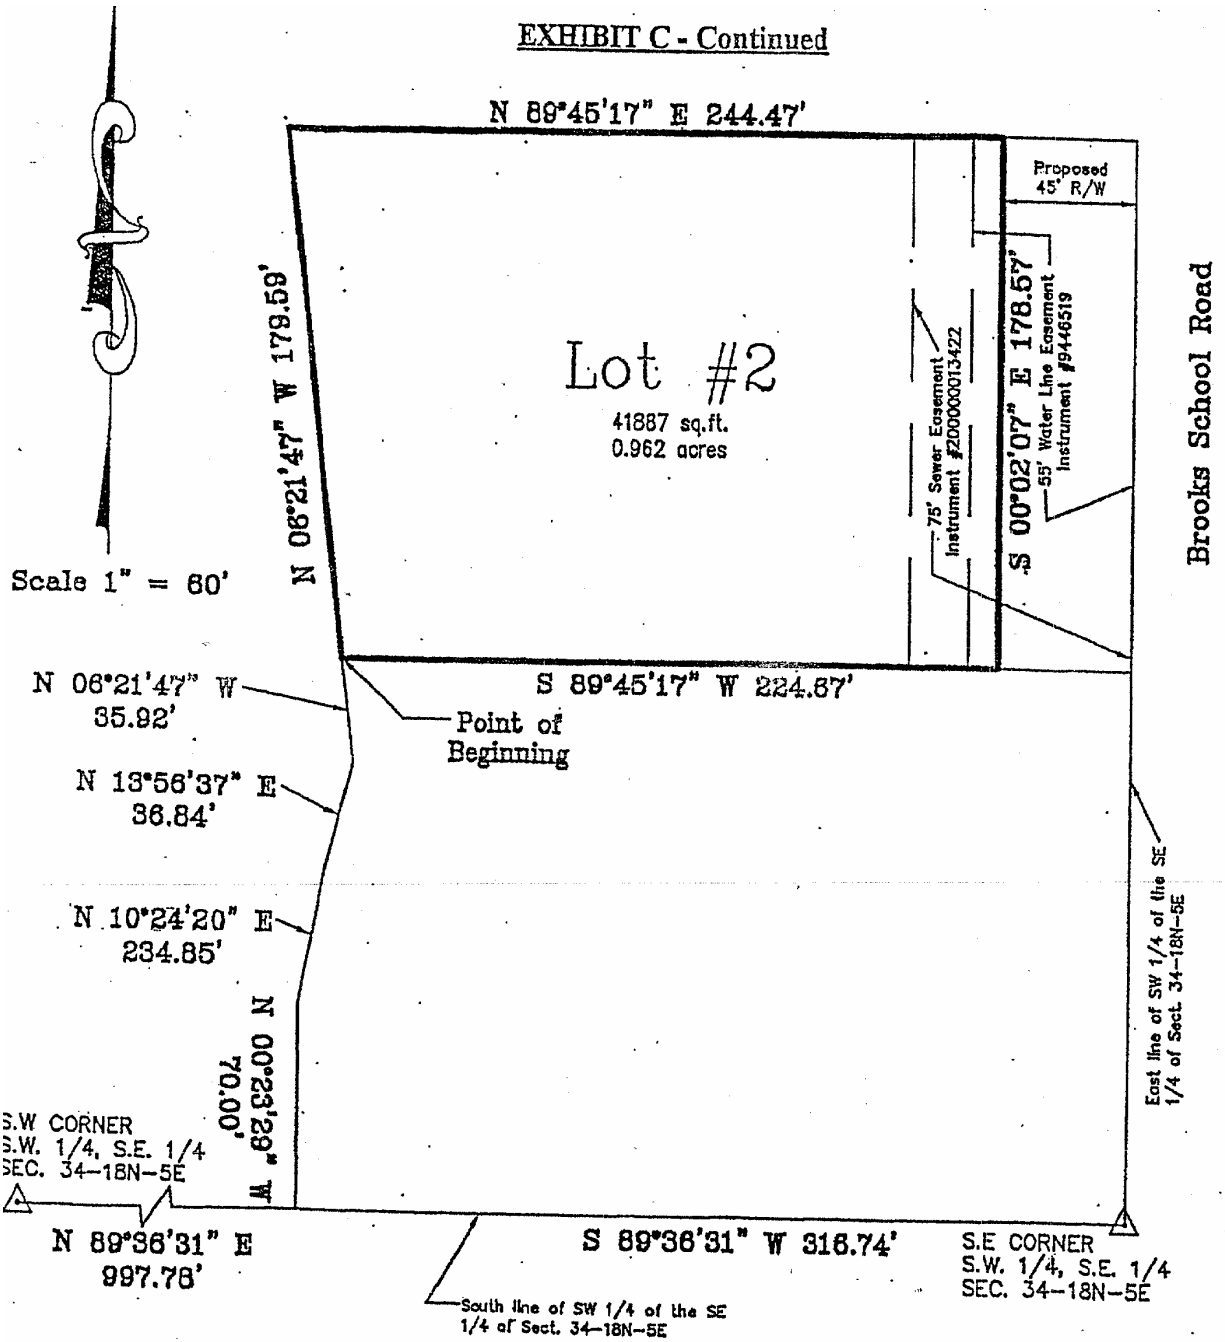 EXHIBIT C - Continued
N 89°45'17" E 244.47'
Proposed
45' R/W
N 06°21'47" W 179.59'
Lot #2
41887 sq.ft.
0.962 acres
75' Sewer Easement
Instrument #200000013422
S 00°02'07" E 178.57'
55' Water Line Easement
Instrument #9446519
Brooks School Road
Scale 1" = 60'
S 89°45'17" W 224.67'
N 06°21'47" W
35.92'
Point of
Beginning
N 13°56'37" E
36.84'
N 10°24'20" E
234.85'
East line of SW 1/4 of the SE
1/4 of Sect. 34-18N-5E
N 00°23'29" W
70.00'
S.W CORNER
S.W. 1/4, S.E. 1/4
SEC. 34-18N-5E
N 89°36'31" E
997.78'
S 89°36'31" W 316.74'
S.E CORNER
S.W. 1/4, S.E. 1/4
SEC. 34-18N-5E
South line of SW 1/4 of the SE
1/4 of Sect. 34-18N-5E